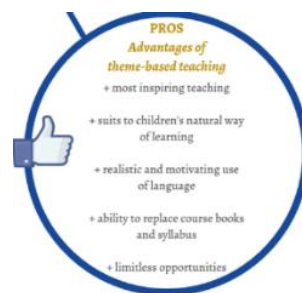 PROS
Advantages of
theme-based teaching
+ most inspiring teaching
+ suits to children's natural way
of learning
+ realistic and motivating use
of language
+ ability to replace course books
and syllabus
+ limitless opportunities